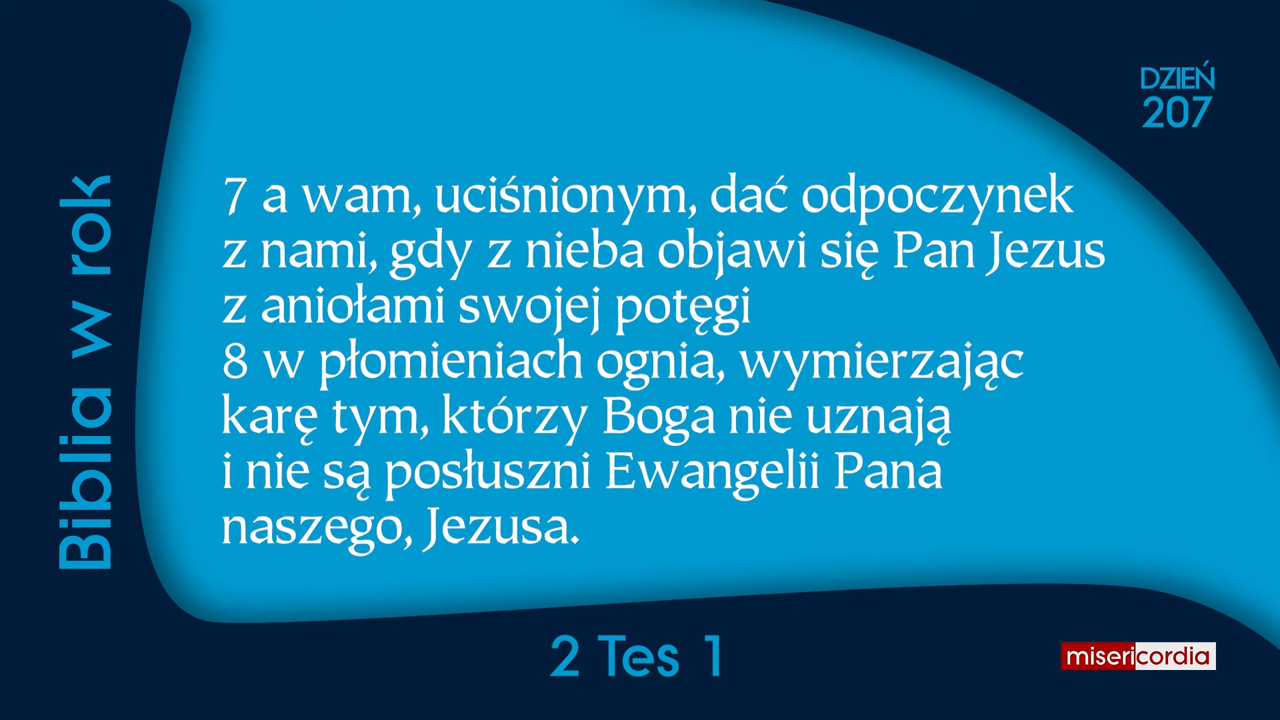 DZIEŃ
207
Biblia w rok
7 a wam, uciśnionym, dać odpoczynek
z nami, gdy z nieba objawi się Pan Jezus
z aniołami swojej potęgi
8 w płomieniach ognia, wymierzając
karę tym, którzy Boga nie uznają
i nie są posłuszni Ewangelii Pana
naszego, Jezusa.
2 Tes 1
misericordia